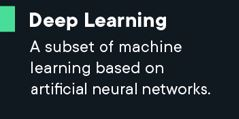 Deep Learning
A subset of machine
learning based on
artificial neural networks.